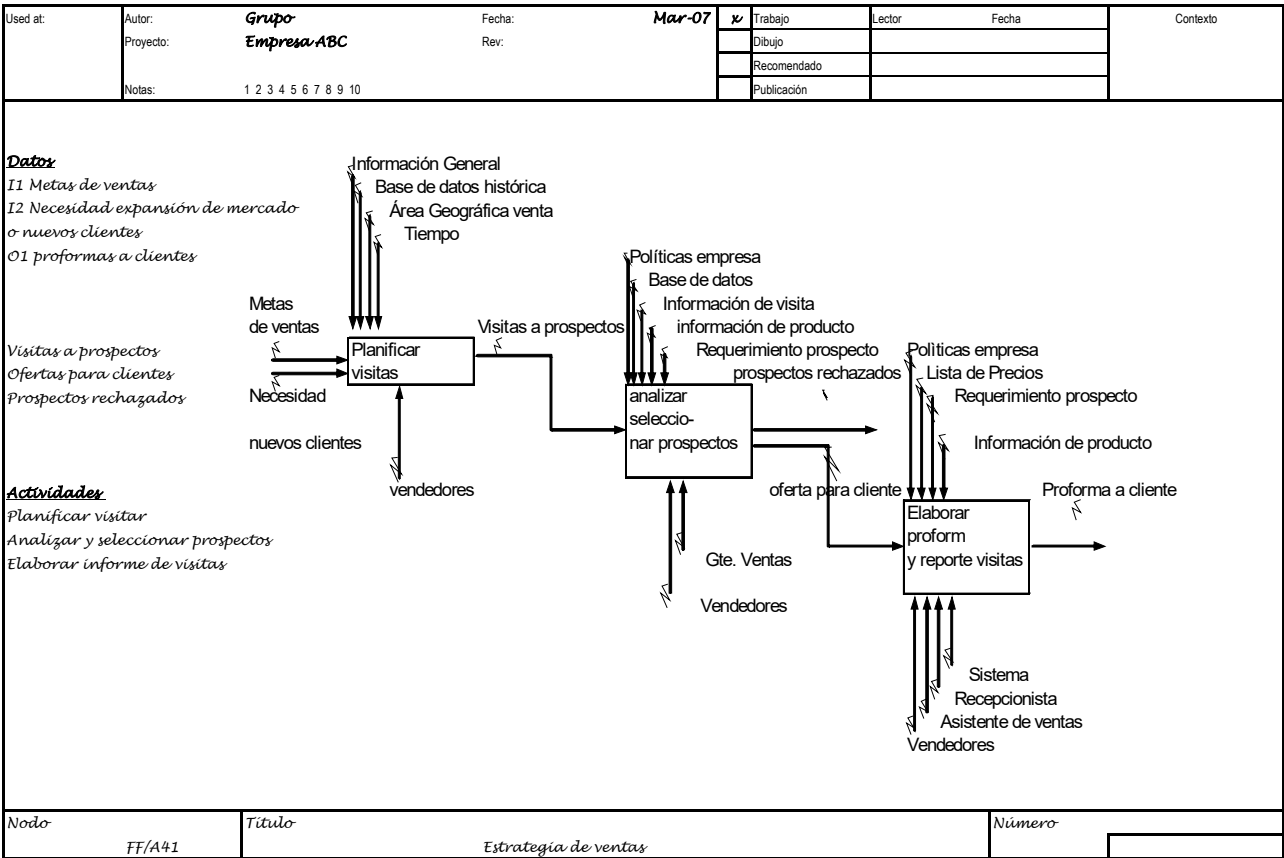 Used at:
Autor: Grupo Fecha: Mar-07 x Trabajo Lector Fecha Contexto
Proyecto: Empresa ABC Rev: Dibujo
Recomendado
Notas: 1 2 3 4 5 6 7 8 9 10 Publicación
Datos
I1 Metas de ventas
I2 Necesidad expansión de mercado
o nuevos clientes
O1 proformas a clientes
Visitas a prospectos
Ofertas para clientes
Prospectos rechazados
Actividades
Planificar visitar
Analizar y seleccionar prospectos
Elaborar informe de visitas
Información General
Base de datos histórica
Área Geográfica venta
Tiempo
Metas
de ventas
Necesidad
nuevos clientes
Planificar
visitas
vendedores
Visitas a prospectos
Políticas empresa
Base de datos
Información de visita
información de producto
Requerimiento prospecto
prospectos rechazados
analizar
seleccio-
nar prospectos
oferta para cliente
Gte. Ventas
Vendedores
Polìticas empresa
Lista de Precios
Requerimiento prospecto
Información de producto
Elaborar
proform
y reporte visitas
Proforma a cliente
Sistema
Recepcionista
Asistente de ventas
Vendedores
Nodo Título Número
FF/A41 Estrategia de ventas